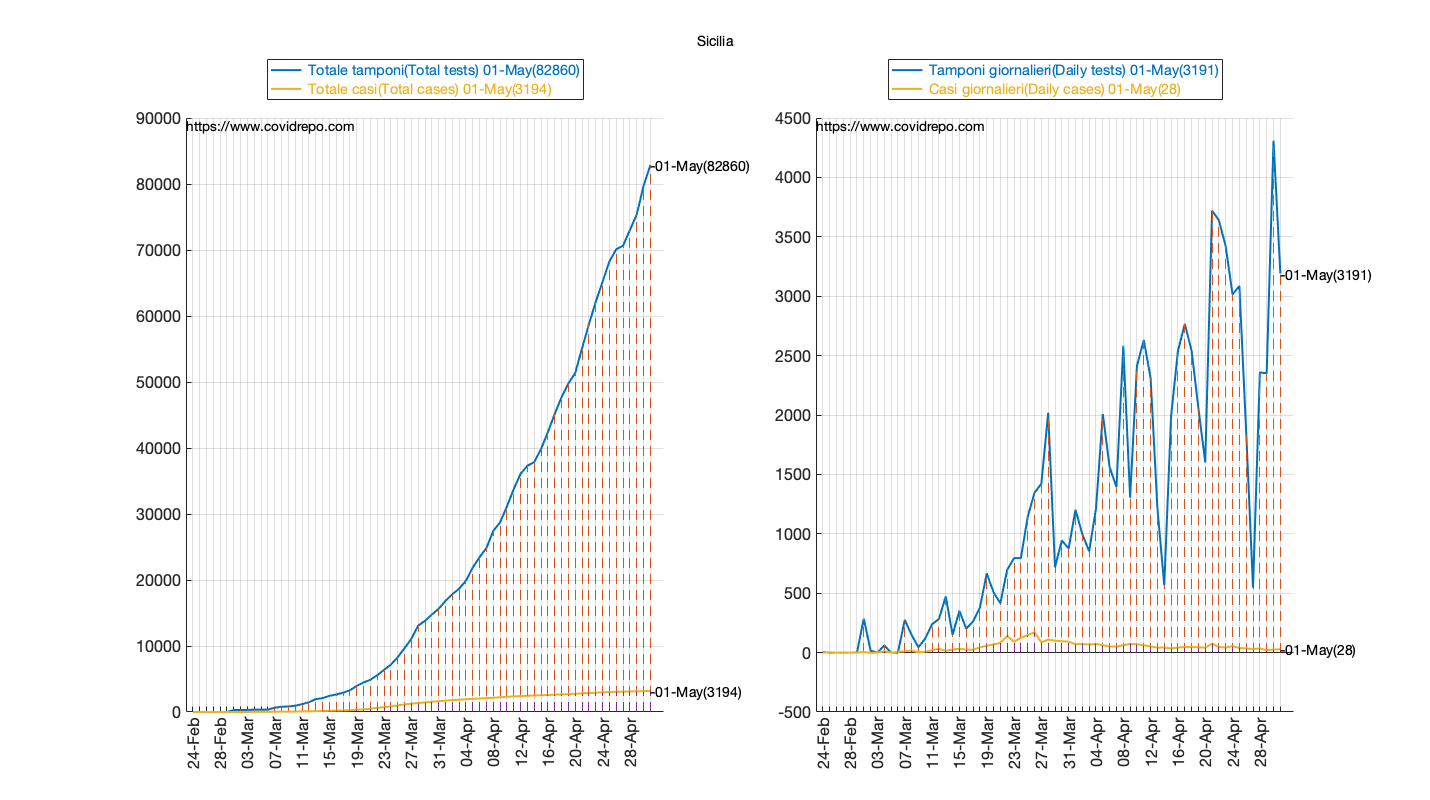 Sicilia
Totale tamponi(Total tests) 01-May(82860)
Totale casi(Total cases) 01-May(3194)
https://www.covidrepo.com
90000
80000
70000
60000
50000
40000
30000
20000
10000
0
01-May(82860)
01-May(3194)
24-Feb
28-Feb
03-Mar
07-Mar
11-Mar
15-Mar
19-Mar
23-Mar
27-Mar
31-Mar
04-Apr
08-Apr
12-Apr
16-Apr
20-Apr
24-Apr
28-Apr
Tamponi giornalieri(Daily tests) 01-May(3191)
Casi giornalieri(Daily cases) 01-May(28)
https://www.covidrepo.com
4500
4000
3500
3000
2500
2000
1500
1000
500
0
-500
01-May(3191)
01-May(28)
24-Feb
28-Feb
03-Mar
07-Mar
11-Mar
15-Mar
19-Mar
23-Mar
27-Mar
31-Mar
04-Apr
08-Apr
12-Apr
16-Apr
20-Apr
24-Apr
28-Apr